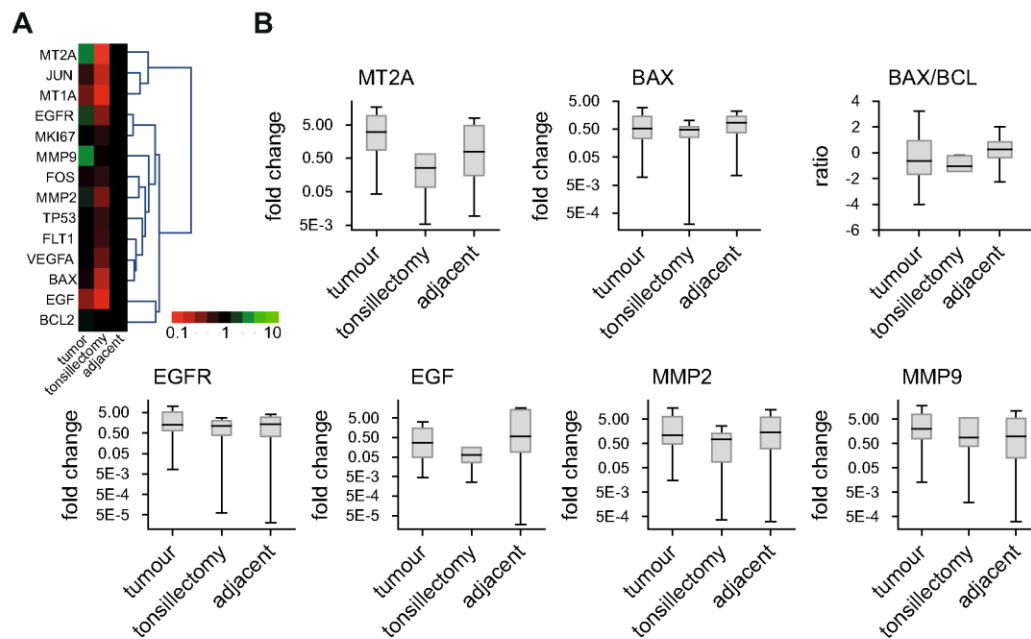 A
MT2A
JUN
MT1A
EGFR
MKI67
MMP9
FOS
MMP2
TP53
FLT1
VEGFA
BAX
EGF
BCL2
tumor
tonsillectomy
adjacent
0.1 1 10
B
MT2A
fold change
5.00
0.50
0.05
5E-3
tumour
tonsillectomy
adjacent
BAX
fold change
5.00
0.50
0.05
5E-3
5E-4
tumour
tonsillectomy
adjacent
BAX/BCL
ratio
4
2
0
-2
-4
-6
tumour
tonsillectomy
adjacent
EGFR
fold change
5.00
0.50
0.05
5E-3
5E-4
5E-5
tumour
tonsillectomy
adjacent
EGF
fold change
5.00
0.50
0.05
5E-3
5E-4
5E-5
tumour
tonsillectomy
adjacent
MMP2
fold change
5.00
0.50
0.05
5E-3
5E-4
tumour
tonsillectomy
adjacent
MMP9
fold change
5.00
0.50
0.05
5E-3
5E-4
tumour
tonsillectomy
adjacent